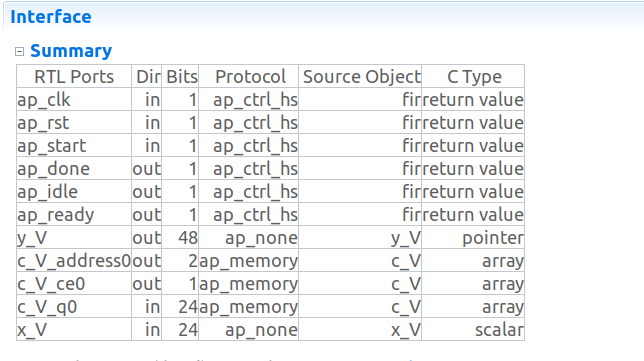 Interface
Summary
RTL Ports Dir Bits Protocol Source Object C Type
ap_clk in 1 ap_ctrl_hs fir return value
ap_rst in 1 ap_ctrl_hs fir return value
ap_start in 1 ap_ctrl_hs fir return value
ap_done out 1 ap_ctrl_hs fir return value
ap_idle out 1 ap_ctrl_hs fir return value
ap_ready out 1 ap_ctrl_hs fir return value
y_V out 48 ap_none y_V pointer
c_V_address0 out 2 ap_memory c_V array
c_V_ce0 out 1 ap_memory c_V array
c_V_q0 in 24 ap_memory c_V array
x_V in 24 ap_none x_V scalar